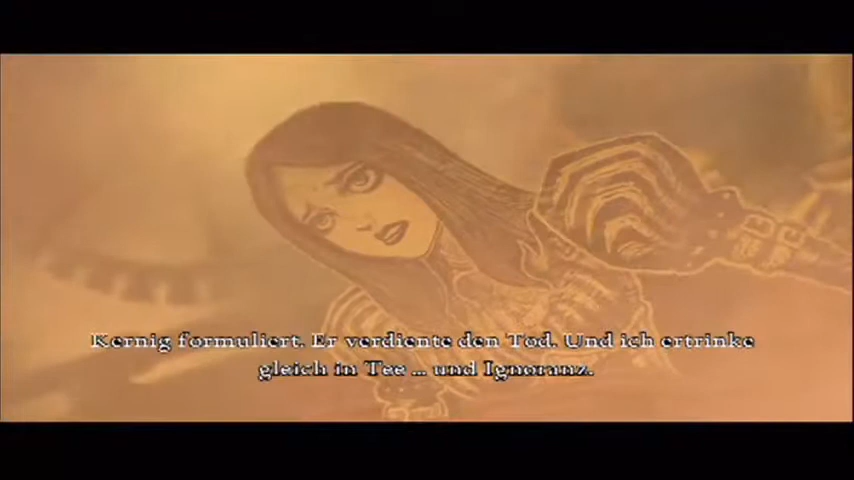 Kernig formuliert. Er verdiente den Tod. Und ich ertrinke
gleich in Tee ... und Ignoranz.